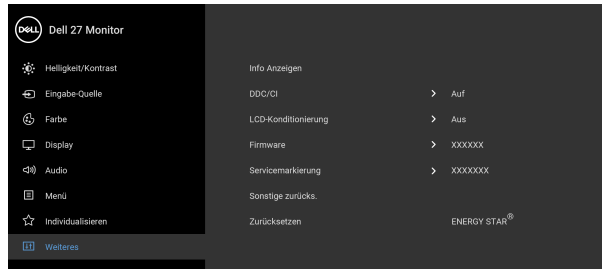 DELL Dell 27 Monitor
Helligkeit/Kontrast
Eingabe-Quelle
Farbe
Display
Audio
Menü
Individualisieren
Weiteres
Info Anzeigen
DDC/CI > Auf
LCD-Konditionierung > Aus
Firmware > XXXXXX
Servicemarkierung > XXXXXXX
Sonstige zurücks.
Zurücksetzen ENERGY STAR®